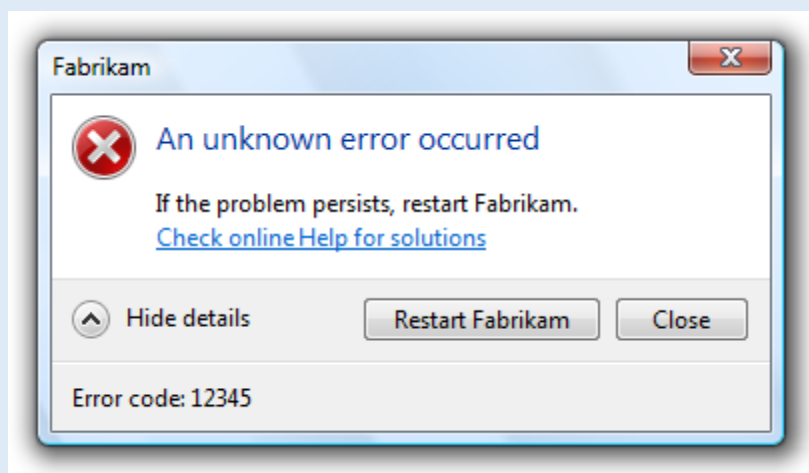 Fabrikam
An unknown error occurred
If the problem persists, restart Fabrikam.
Check online Help for solutions
Hide details
Restart Fabrikam
Close
Error code: 12345